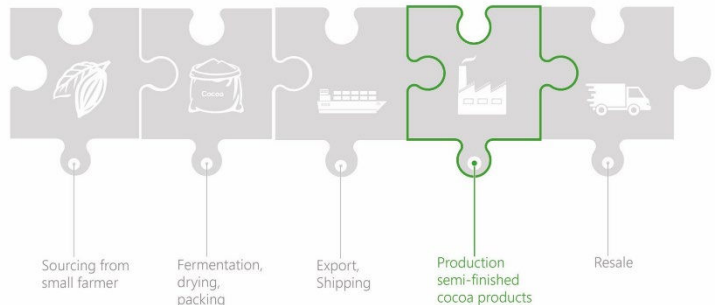 Cocoa
Sourcing from
small farmer
Fermentation,
drying,
packing
Export,
Shipping
Production
semi-finished
cocoa products
Resale